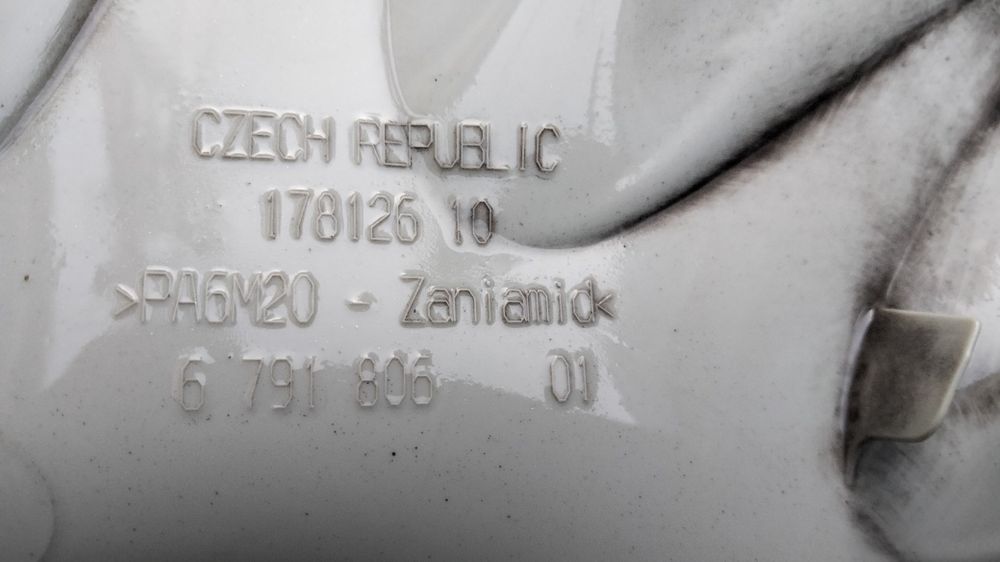 CZECH REPUBLIC
178126 10
>PA6M20 - Zaniamid<
6 791 806 01